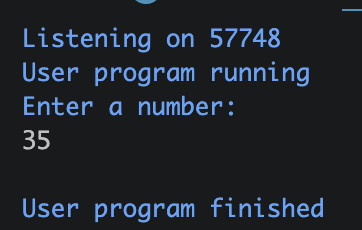 Listening on 57748
User program running
Enter a number:
35
User program finished